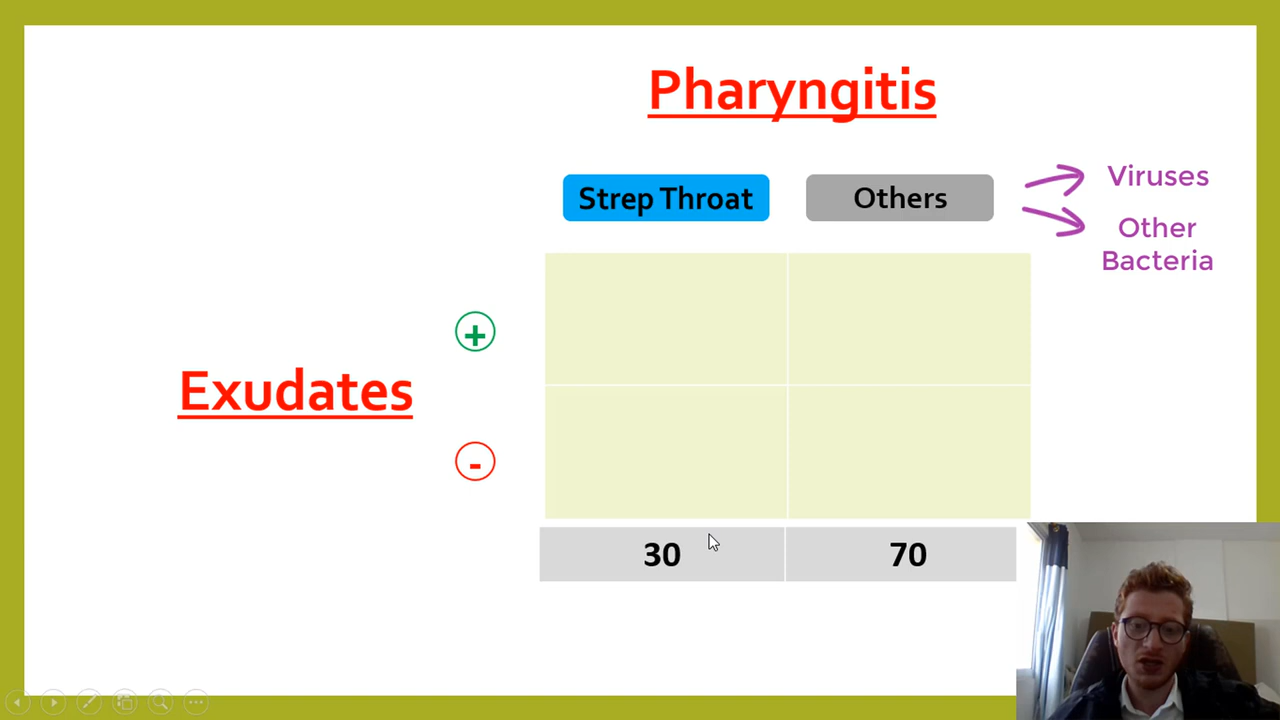 Pharyngitis
Strep Throat
Others
Viruses
Other
Bacteria
+
Exudates
-
30
70